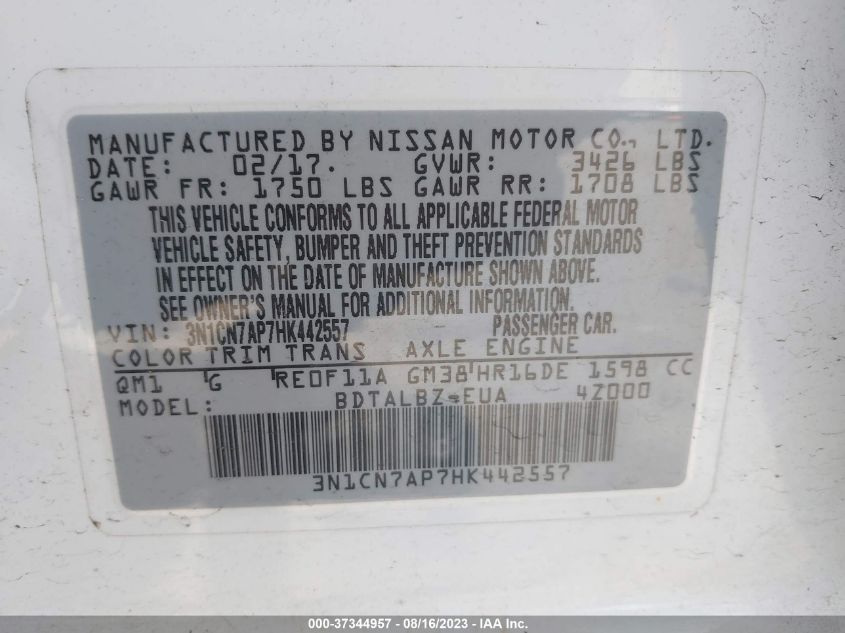 MANUFACTURED BY NISSAN MOTOR CO., LTD.
DATE: 02/17. GVWR: 3426 LBS
GAWR FR: 1750 LBS GAWR RR: 1708 LBS
THIS VEHICLE CONFORMS TO ALL APPLICABLE FEDERAL MOTOR
VEHICLE SAFETY, BUMPER AND THEFT PREVENTION STANDARDS
IN EFFECT ON THE DATE OF MANUFACTURE SHOWN ABOVE.
SEE OWNER'S MANUAL FOR ADDITIONAL INFORMATION.
VIN: 3N1CN7AP7HK442557 PASSENGER CAR.
COLOR TRIM TRANS AXLE ENGINE
QM1 G RE0F11A GM38 HR16DE 1598 CC
MODEL: BDTALBZ-EUA 4Z000
3N1CN7AP7HK442557
000-37344957 - 08/16/2023 - IAA Inc.